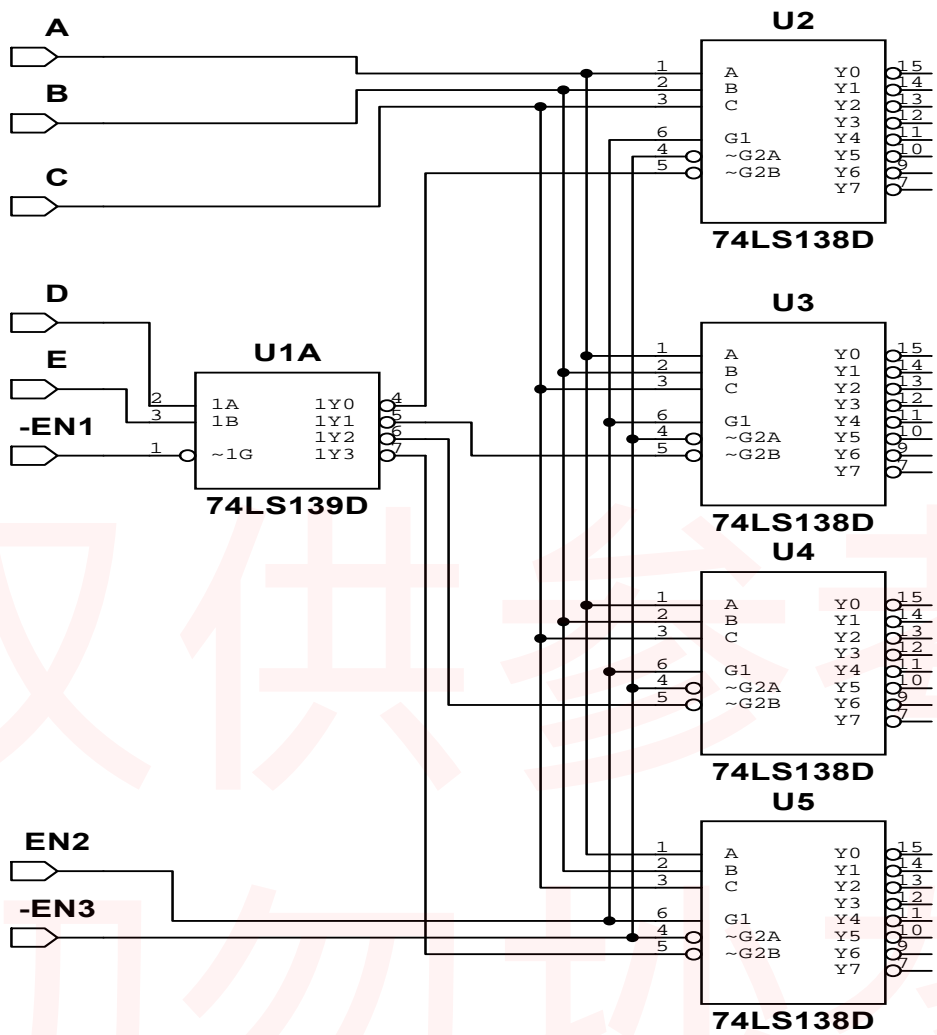 A
B
C
D
E
-EN1
EN2
-EN3
U1A
2 1A 1Y0 4
3 1B 1Y1 5
1Y2 6
1 ~1G 1Y3 7
74LS139D
U2
1 A Y0 15
2 B Y1 14
3 C Y2 13
Y3 12
6 G1 Y4 11
4 ~G2A Y5 10
5 ~G2B Y6 9
Y7 7
74LS138D
U3
1 A Y0 15
2 B Y1 14
3 C Y2 13
Y3 12
6 G1 Y4 11
4 ~G2A Y5 10
5 ~G2B Y6 9
Y7 7
74LS138D
U4
1 A Y0 15
2 B Y1 14
3 C Y2 13
Y3 12
6 G1 Y4 11
4 ~G2A Y5 10
5 ~G2B Y6 9
Y7 7
74LS138D
U5
1 A Y0 15
2 B Y1 14
3 C Y2 13
Y3 12
6 G1 Y4 11
4 ~G2A Y5 10
5 ~G2B Y6 9
Y7 7
74LS138D
仅供参